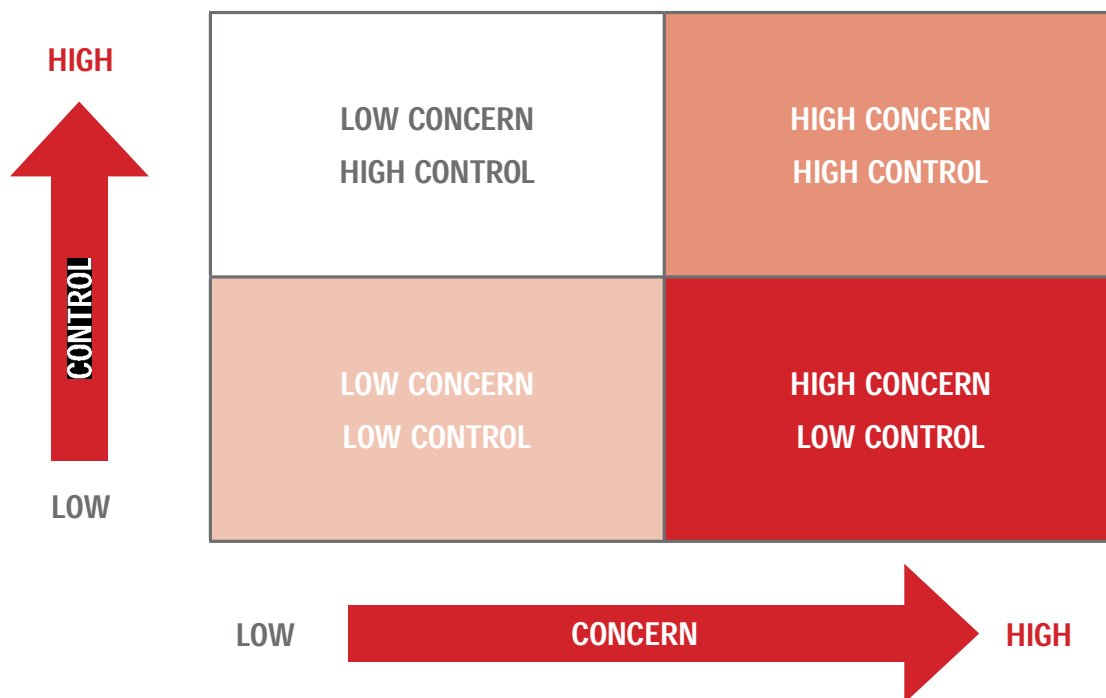 HIGH
LOW CONCERN
HIGH CONTROL
HIGH CONCERN
HIGH CONTROL
CONTROL
LOW CONCERN
LOW CONTROL
HIGH CONCERN
LOW CONTROL
LOW
LOW
CONCERN
HIGH